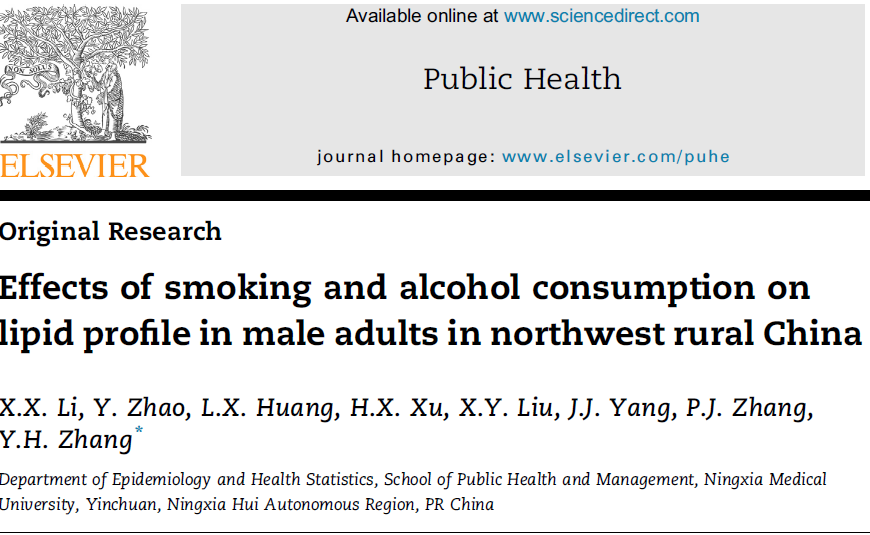 Available online at www.sciencedirect.com
Public Health
journal homepage: www.elsevier.com/puhe
NON SOLUS
ELSEVIER
Original Research
Effects of smoking and alcohol consumption on
lipid profile in male adults in northwest rural China
X.X. Li, Y. Zhao, L.X. Huang, H.X. Xu, X.Y. Liu, J.J. Yang, P.J. Zhang,
Y.H. Zhang*
Department of Epidemiology and Health Statistics, School of Public Health and Management, Ningxia Medical
University, Yinchuan, Ningxia Hui Autonomous Region, PR China